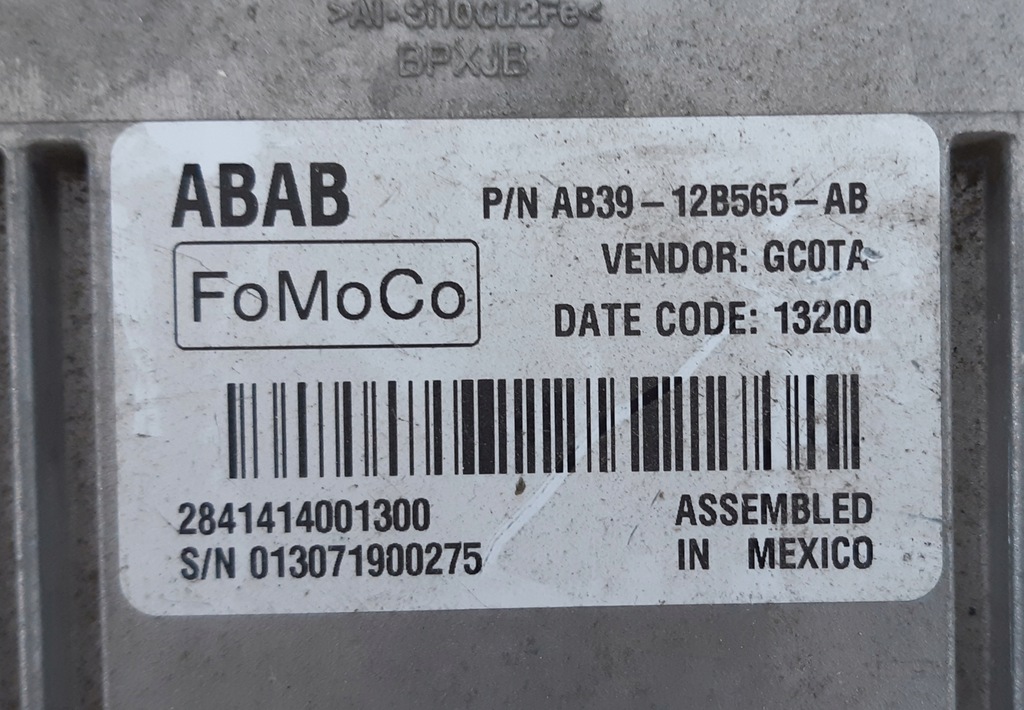 >Al-Si10Cu2Fe<
BPXJB
ABAB
P/N AB39-12B565-AB
FoMoCo
VENDOR: GC0TA
DATE CODE: 13200
2841414001300
S/N 013071900275
ASSEMBLED
IN MEXICO